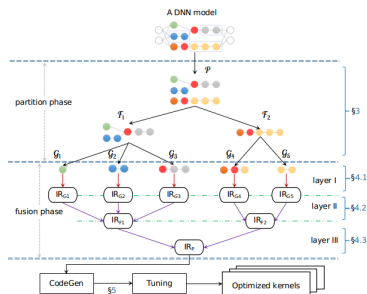 A DNN model
𝒫
partition phase
ℱ1
ℱ2
§3
𝒢1 𝒢2 𝒢3 𝒢4 𝒢5
layer I
§4.1
IRG1 IRG2 IRG3 IRG4 IRG5
layer II
§4.2
fusion phase
IRF1 IRF2
layer III
§4.3
IRP
CodeGen
§5
Tuning
Optimized kernels